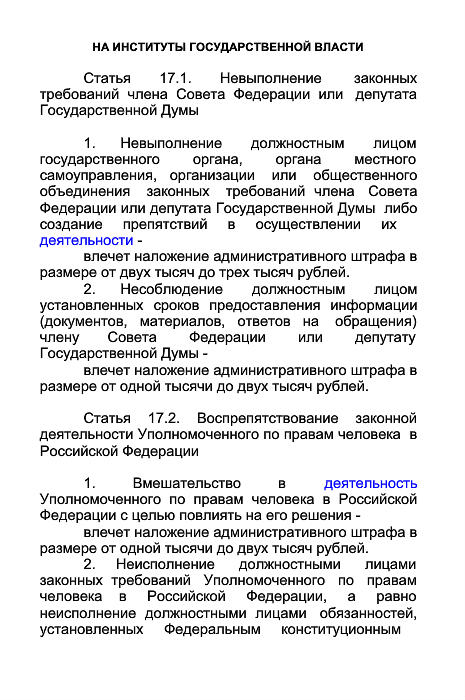 НА ИНСТИТУТЫ ГОСУДАРСТВЕННОЙ ВЛАСТИ
Статья 17.1. Невыполнение законных
требований члена Совета Федерации или депутата
Государственной Думы
1. Невыполнение должностным лицом
государственного органа, органа местного
самоуправления, организации или общественного
объединения законных требований члена Совета
Федерации или депутата Государственной Думы либо
создание препятствий в осуществлении их
деятельности -
влечет наложение административного штрафа в
размере от двух тысяч до трех тысяч рублей.
2. Несоблюдение должностным лицом
установленных сроков предоставления информации
(документов, материалов, ответов на обращения)
члену Совета Федерации или депутату
Государственной Думы -
влечет наложение административного штрафа в
размере от одной тысячи до двух тысяч рублей.
Статья 17.2. Воспрепятствование законной
деятельности Уполномоченного по правам человека в
Российской Федерации
1. Вмешательство в деятельность
Уполномоченного по правам человека в Российской
Федерации с целью повлиять на его решения -
влечет наложение административного штрафа в
размере от одной тысячи до двух тысяч рублей.
2. Неисполнение должностными лицами
законных требований Уполномоченного по правам
человека в Российской Федерации, а равно
неисполнение должностными лицами обязанностей,
установленных Федеральным конституционным